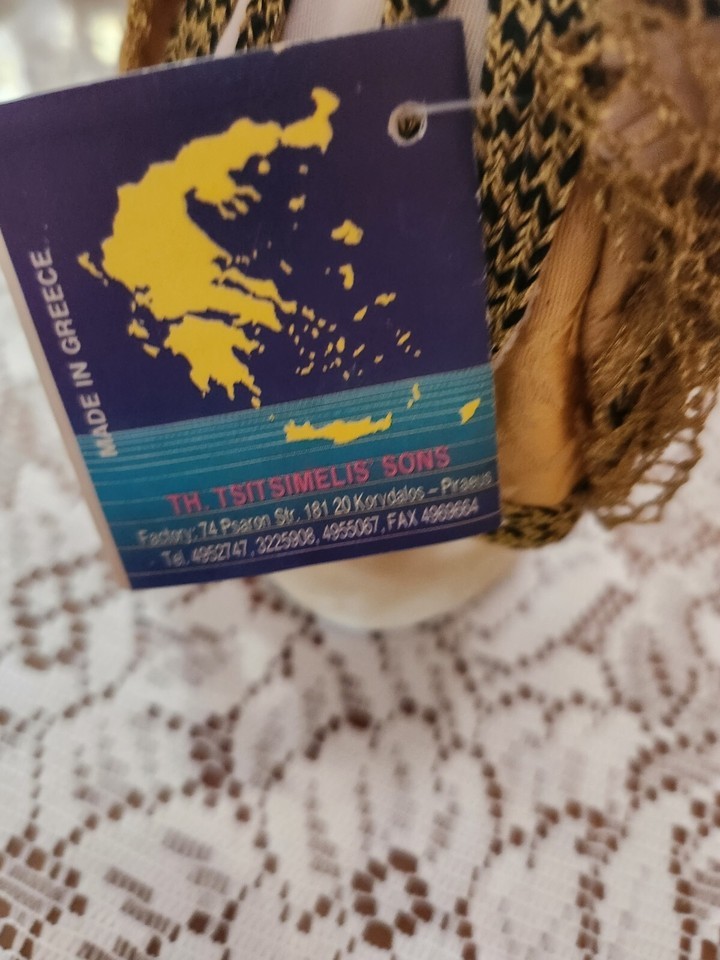 MADE IN GREECE
TH. TSITSIMELIS SONS
Factory: 74 Psaron Str. 181 20 Korydalos – Piraeus
Tel. 4952747, 3225908, 4955067, FAX 4969664